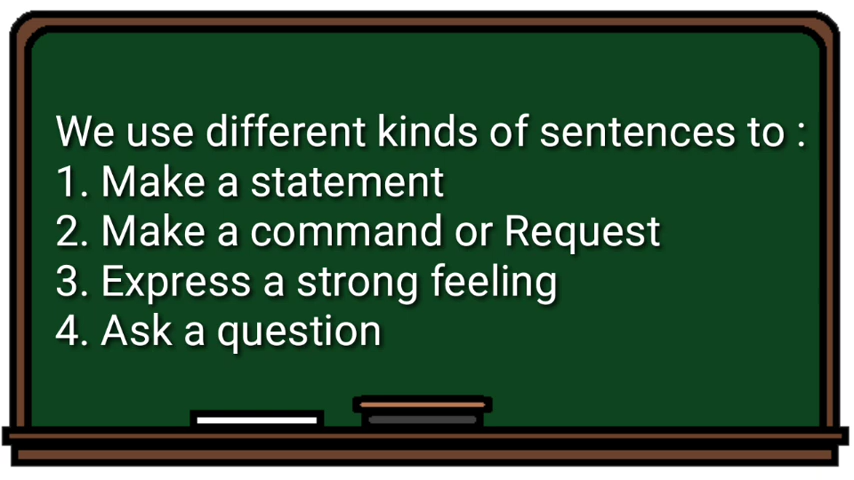 We use different kinds of sentences to :
1. Make a statement
2. Make a command or Request
3. Express a strong feeling
4. Ask a question